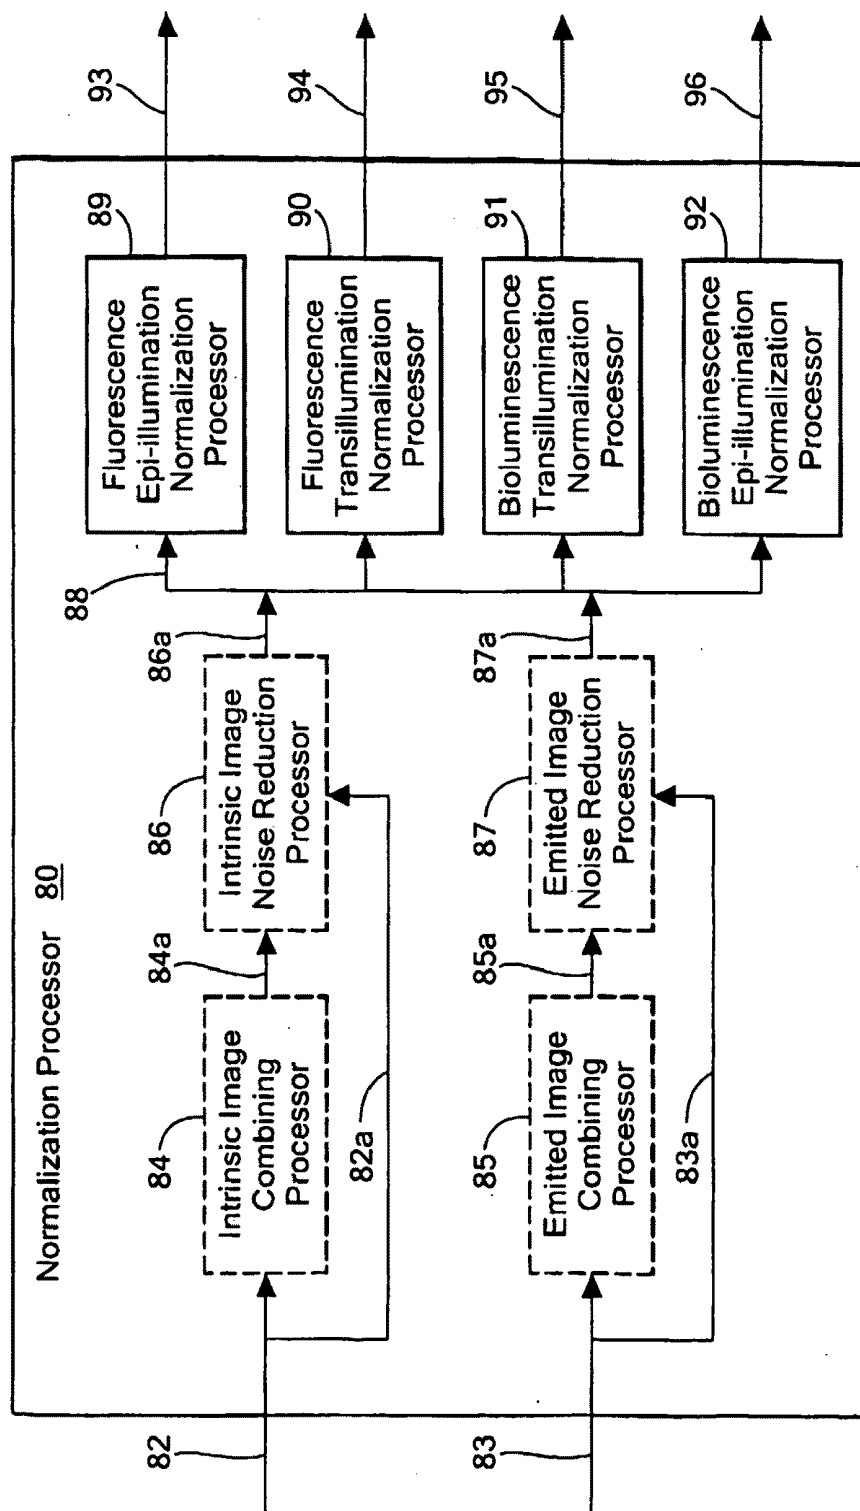 Normalization Processor 80
82
84
Intrinsic Image
Combining
Processor
84a
82a
86
Intrinsic Image
Noise Reduction
Processor
86a
83
85
Emitted Image
Combining
Processor
85a
83a
87
Emitted Image
Noise Reduction
Processor
87a
88
89
Fluorescence
Epi-illumination
Normalization
Processor
93
90
Fluorescence
Transillumination
Normalization
Processor
94
91
Bioluminescence
Transillumination
Normalization
Processor
95
92
Bioluminescence
Epi-illumination
Normalization
Processor
96